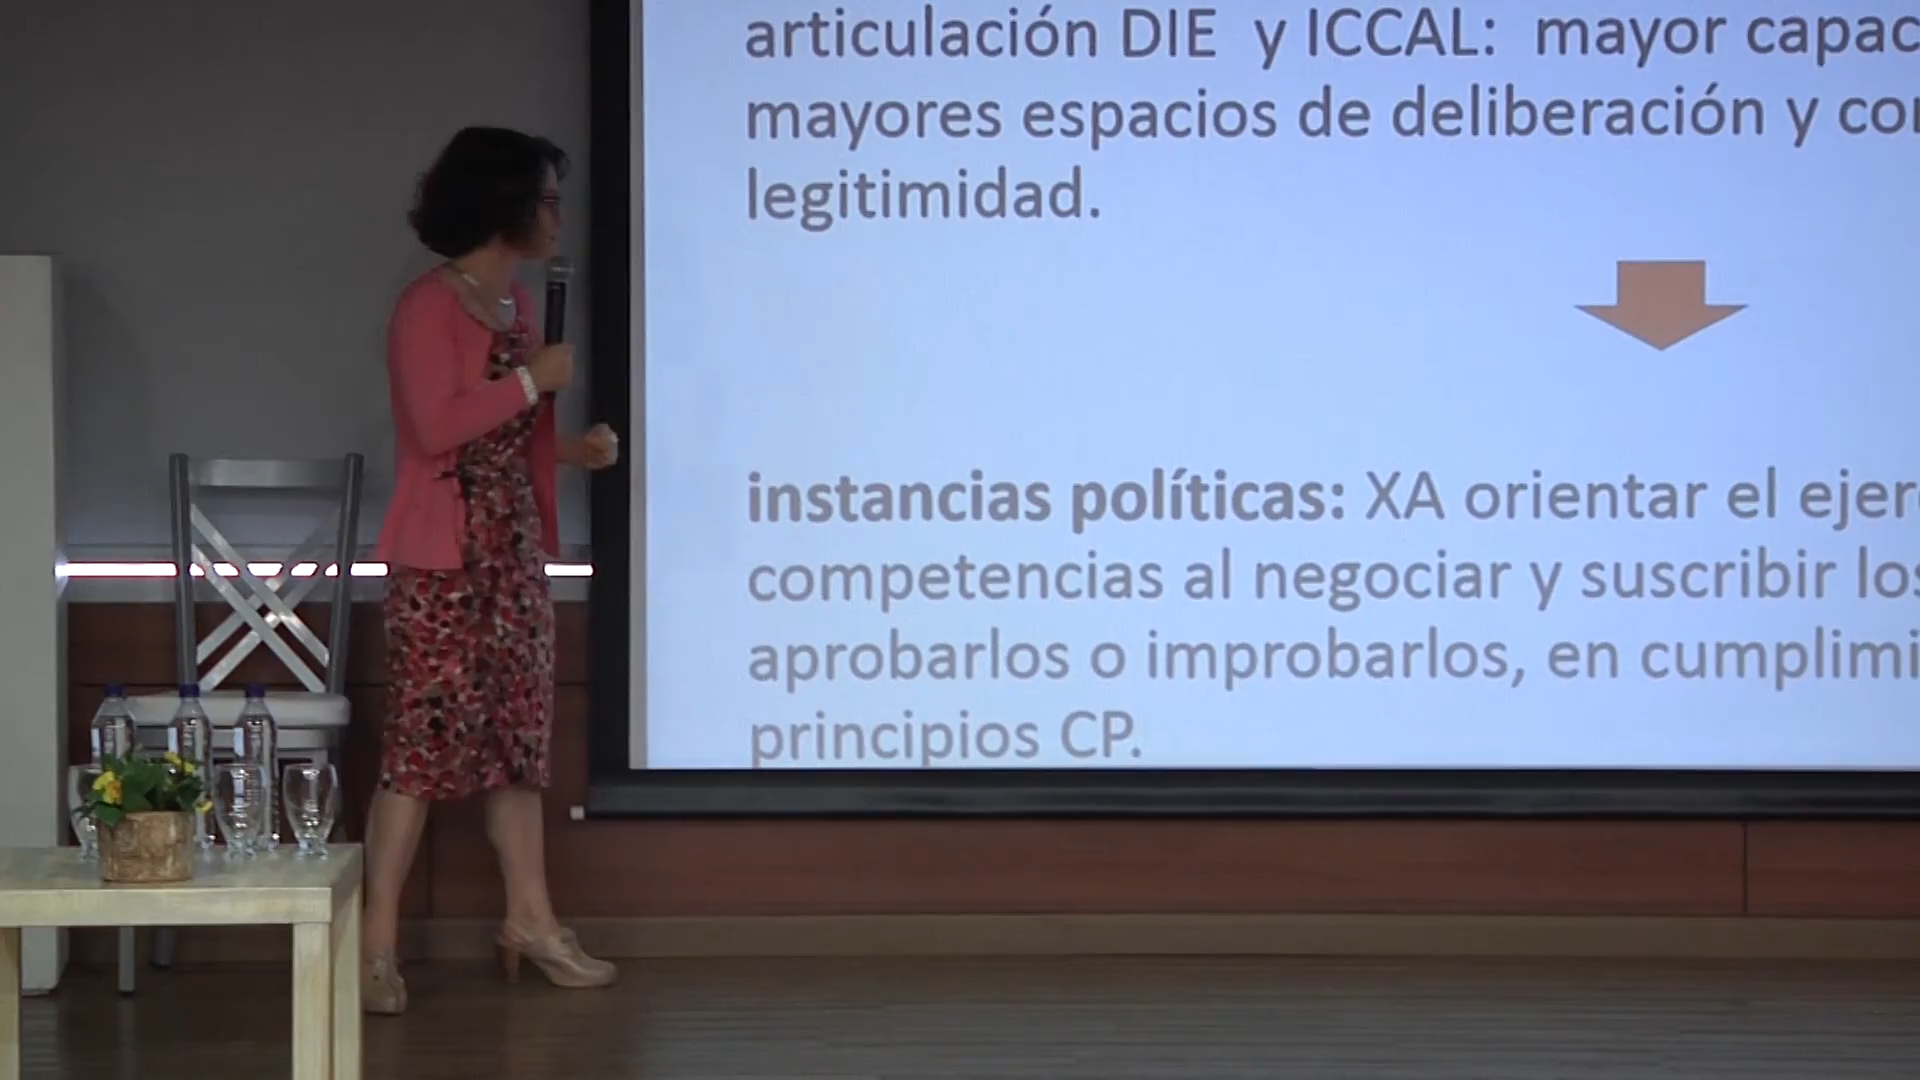 articulación DIE y ICCAL: mayor capac
mayores espacios de deliberación y con
legitimidad.
instancias políticas: XA orientar el ejer
competencias al negociar y suscribir los
aprobarlos o improbarlos, en cumplimi
principios CP.